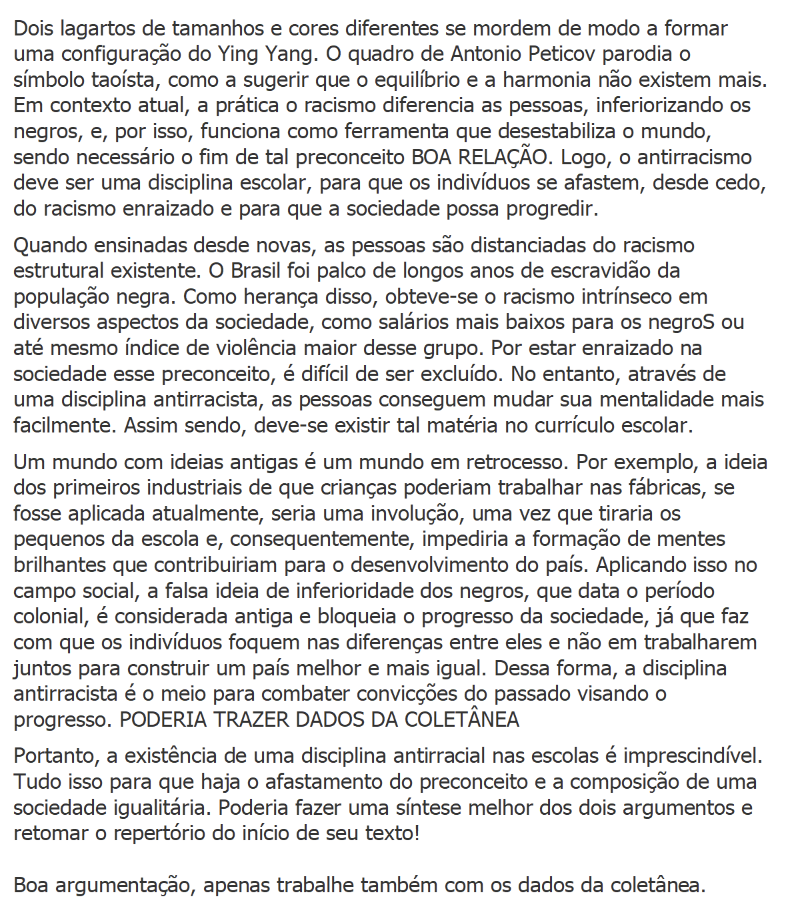 Dois lagartos de tamanhos e cores diferentes se mordem de modo a formar
uma configuração do Ying Yang. O quadro de Antonio Peticov parodia o
símbolo taoísta, como a sugerir que o equilíbrio e a harmonia não existem mais.
Em contexto atual, a prática o racismo diferencia as pessoas, inferiorizando os
negros, e, por isso, funciona como ferramenta que desestabiliza o mundo,
sendo necessário o fim de tal preconceito BOA RELAÇÃO. Logo, o antirracismo
deve ser uma disciplina escolar, para que os indivíduos se afastem, desde cedo,
do racismo enraizado e para que a sociedade possa progredir.
Quando ensinadas desde novas, as pessoas são distanciadas do racismo
estrutural existente. O Brasil foi palco de longos anos de escravidão da
população negra. Como herança disso, obteve-se o racismo intrínseco em
diversos aspectos da sociedade, como salários mais baixos para os negroS ou
até mesmo índice de violência maior desse grupo. Por estar enraizado na
sociedade esse preconceito, é difícil de ser excluído. No entanto, através de
uma disciplina antirracista, as pessoas conseguem mudar sua mentalidade mais
facilmente. Assim sendo, deve-se existir tal matéria no currículo escolar.
Um mundo com ideias antigas é um mundo em retrocesso. Por exemplo, a ideia
dos primeiros industriais de que crianças poderiam trabalhar nas fábricas, se
fosse aplicada atualmente, seria uma involução, uma vez que tiraria os
pequenos da escola e, consequentemente, impediria a formação de mentes
brilhantes que contribuiriam para o desenvolvimento do país. Aplicando isso no
campo social, a falsa ideia de inferioridade dos negros, que data o período
colonial, é considerada antiga e bloqueia o progresso da sociedade, já que faz
com que os indivíduos foquem nas diferenças entre eles e não em trabalharem
juntos para construir um país melhor e mais igual. Dessa forma, a disciplina
antirracista é o meio para combater convicções do passado visando o
progresso. PODERIA TRAZER DADOS DA COLETÂNEA
Portanto, a existência de uma disciplina antirracial nas escolas é imprescindível.
Tudo isso para que haja o afastamento do preconceito e a composição de uma
sociedade igualitária. Poderia fazer uma síntese melhor dos dois argumentos e
retomar o repertório do início de seu texto!
Boa argumentação, apenas trabalhe também com os dados da coletânea.